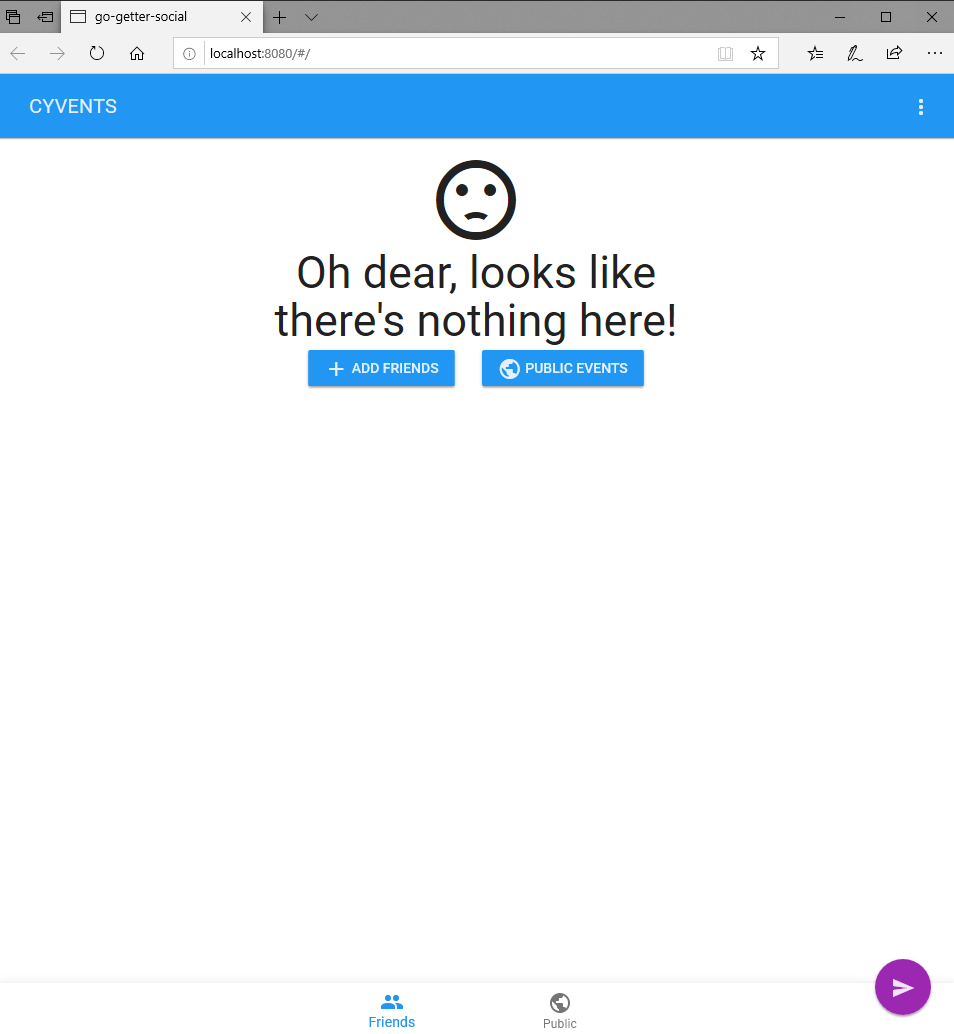 go-getter-social
localhost:8080/#/
CYVENTS
Oh dear, looks like
there's nothing here!
ADD FRIENDS
PUBLIC EVENTS
Friends
Public